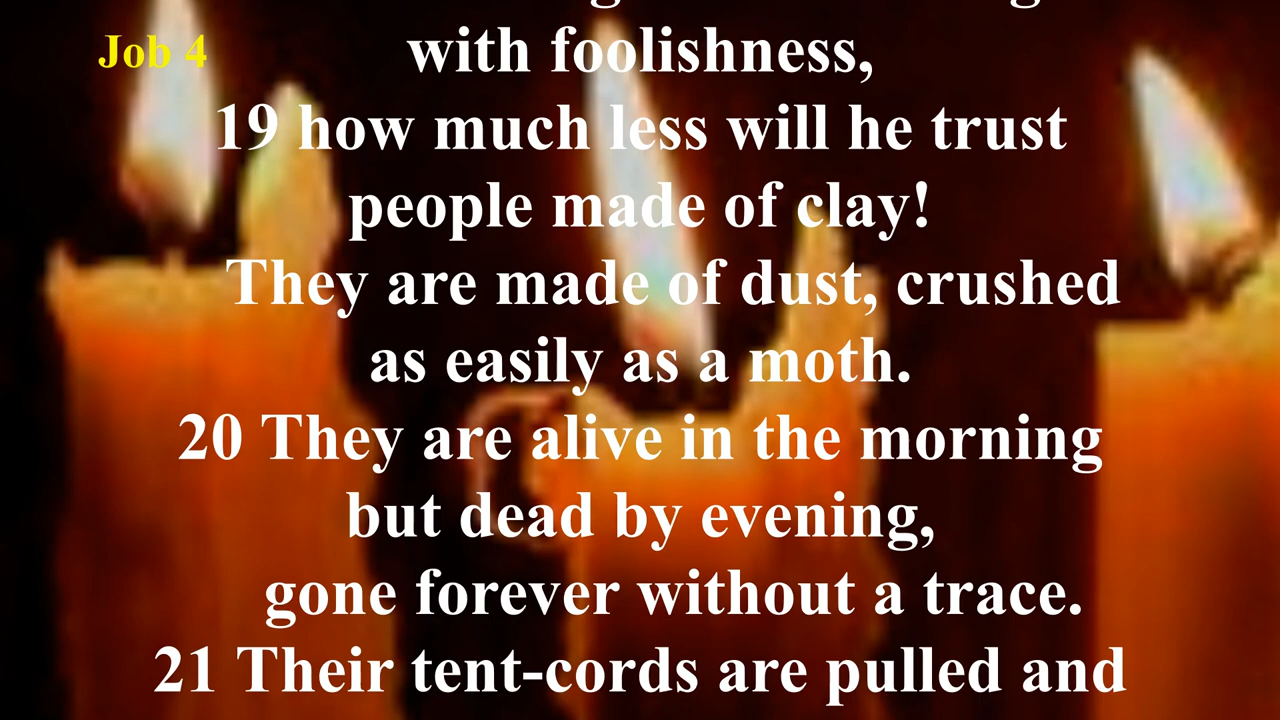 Job 4
with foolishness,
19 how much less will he trust
people made of clay!
They are made of dust, crushed
as easily as a moth.
20 They are alive in the morning
but dead by evening,
gone forever without a trace.
21 Their tent-cords are pulled and